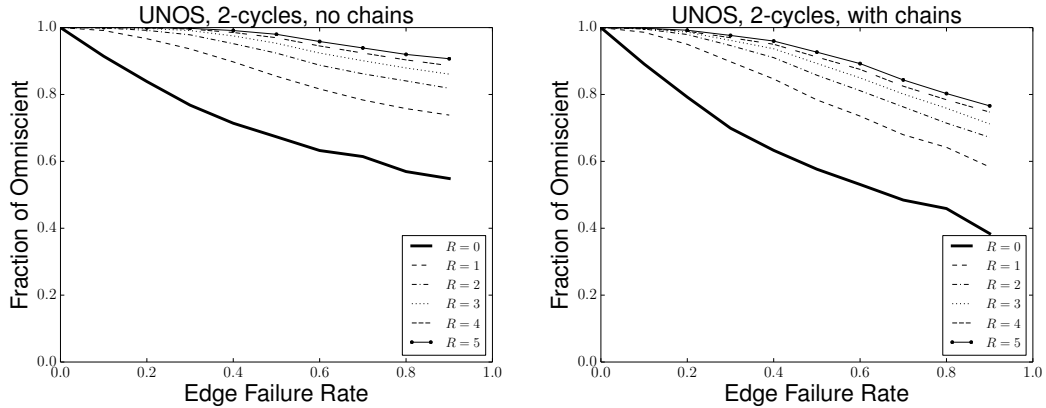 UNOS, 2-cycles, no chains
Fraction of Omniscient
1.0
0.8
0.6
0.4
0.2
0.0
R = 0
R = 1
R = 2
R = 3
R = 4
R = 5
0.0 0.2 0.4 0.6 0.8 1.0
Edge Failure Rate
UNOS, 2-cycles, with chains
Fraction of Omniscient
1.0
0.8
0.6
0.4
0.2
0.0
R = 0
R = 1
R = 2
R = 3
R = 4
R = 5
0.0 0.2 0.4 0.6 0.8 1.0
Edge Failure Rate